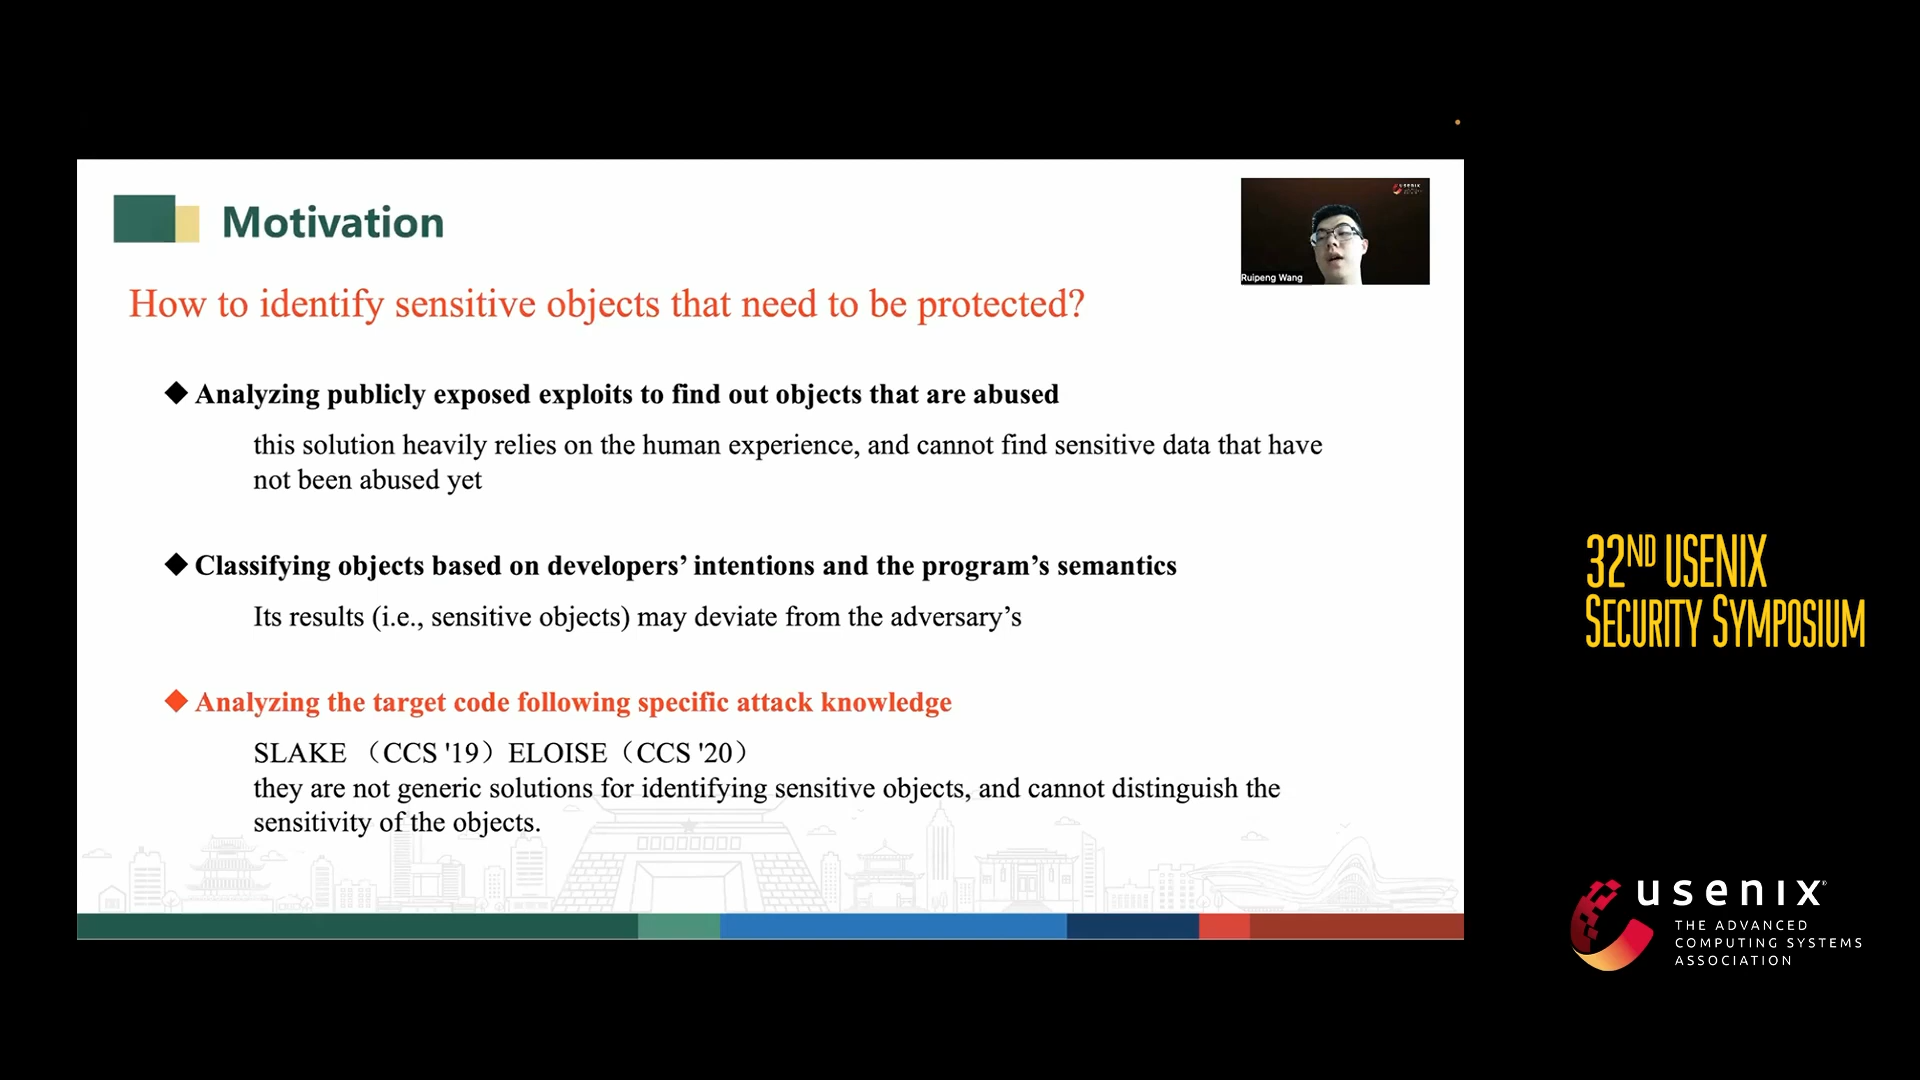 Motivation
Ruipeng Wang
How to identify sensitive objects that need to be protected?
◆ Analyzing publicly exposed exploits to find out objects that are abused
this solution heavily relies on the human experience, and cannot find sensitive data that have
not been abused yet
◆ Classifying objects based on developers’ intentions and the program’s semantics
Its results (i.e., sensitive objects) may deviate from the adversary’s
◆ Analyzing the target code following specific attack knowledge
SLAKE （CCS '19）ELOISE（CCS '20）
they are not generic solutions for identifying sensitive objects, and cannot distinguish the
sensitivity of the objects.
32ND USENIX
SECURITY SYMPOSIUM
usenix®
THE ADVANCED
COMPUTING SYSTEMS
ASSOCIATION